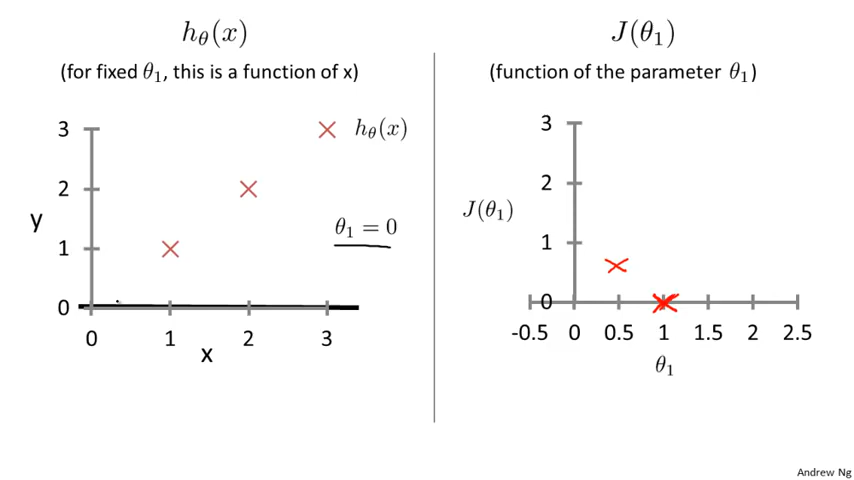 hθ(x)
(for fixed θ₁, this is a function of x)
3
2
1
0
y
0 1 2 3
x
hθ(x)
θ₁ = 0
J(θ₁)
(function of the parameter θ₁)
3
2
1
0
J(θ₁)
-0.5 0 0.5 1 1.5 2 2.5
θ₁
Andrew Ng